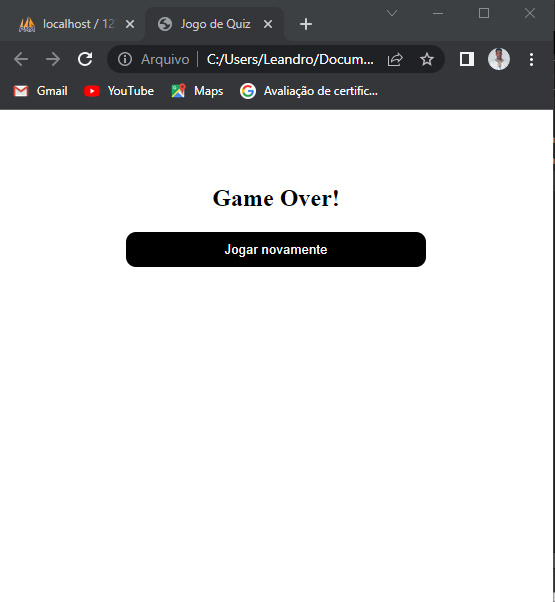 localhost / 12
Jogo de Quiz
Arquivo
C:/Users/Leandro/Docum...
Gmail
YouTube
Maps
Avaliação de certific...
Game Over!
Jogar novamente